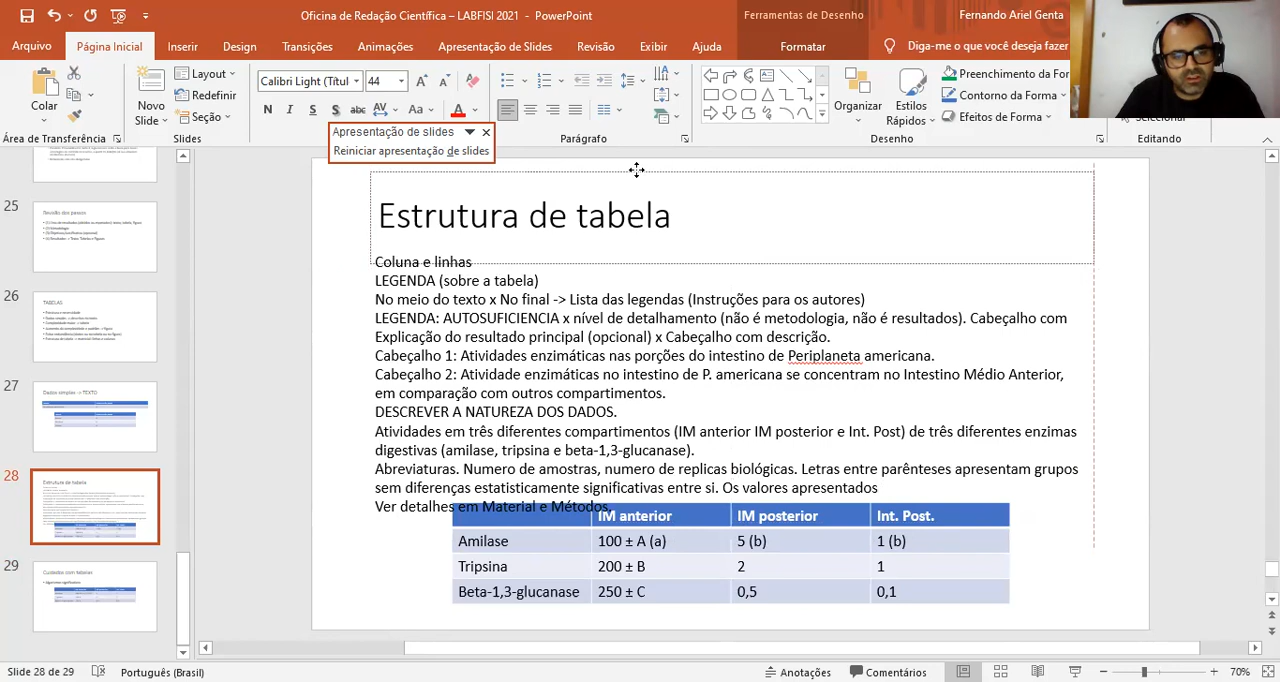 Oficina de Redação Científica – LABFISI 2021 - PowerPoint
Ferramentas de Desenho
Fernando Ariel Genta
Arquivo
Página Inicial
Inserir
Design
Transições
Animações
Apresentação de Slides
Revisão
Exibir
Ajuda
Formatar
Diga-me o que você deseja fazer
Colar
Novo
Slide
Layout
Redefinir
Seção
Calibri Light (Títul
44
Organizar
Estilos
Rápidos
Preenchimento da For
Contorno da Forma
Efeitos de Forma
Área de Transferência
Slides
Parágrafo
Desenho
Editando
Apresentação de slides
Reiniciar apresentação de slides
25
Revisão dos passos
26
TABELAS
27
Dados simples -> TEXTO
28
Estrutura de tabela
29
Cuidados com tabelas
Estrutura de tabela
Coluna e linhas
LEGENDA (sobre a tabela)
No meio do texto x No final -> Lista das legendas (Instruções para os autores)
LEGENDA: AUTOSUFICIENCIA x nível de detalhamento (não é metodologia, não é resultados). Cabeçalho com
Explicação do resultado principal (opcional) x Cabeçalho com descrição.
Cabeçalho 1: Atividades enzimáticas nas porções do intestino de Periplaneta americana.
Cabeçalho 2: Atividade enzimáticas no intestino de P. americana se concentram no Intestino Médio Anterior,
em comparação com outros compartimentos.
DESCREVER A NATUREZA DOS DADOS.
Atividades em três diferentes compartimentos (IM anterior IM posterior e Int. Post) de três diferentes enzimas
digestivas (amilase, tripsina e beta-1,3-glucanase).
Abreviaturas. Numero de amostras, numero de replicas biológicas. Letras entre parênteses apresentam grupos
sem diferenças estatisticamente significativas entre si. Os valores apresentados
Ver detalhes em Material e Métodos.
IM anterior IM posterior Int. Post.
Amilase 100 ± A (a) 5 (b) 1 (b)
Tripsina 200 ± B 2 1
Beta-1,3-glucanase 250 ± C 0,5 0,1
Slide 28 de 29
Português (Brasil)
Anotações
Comentários
70%